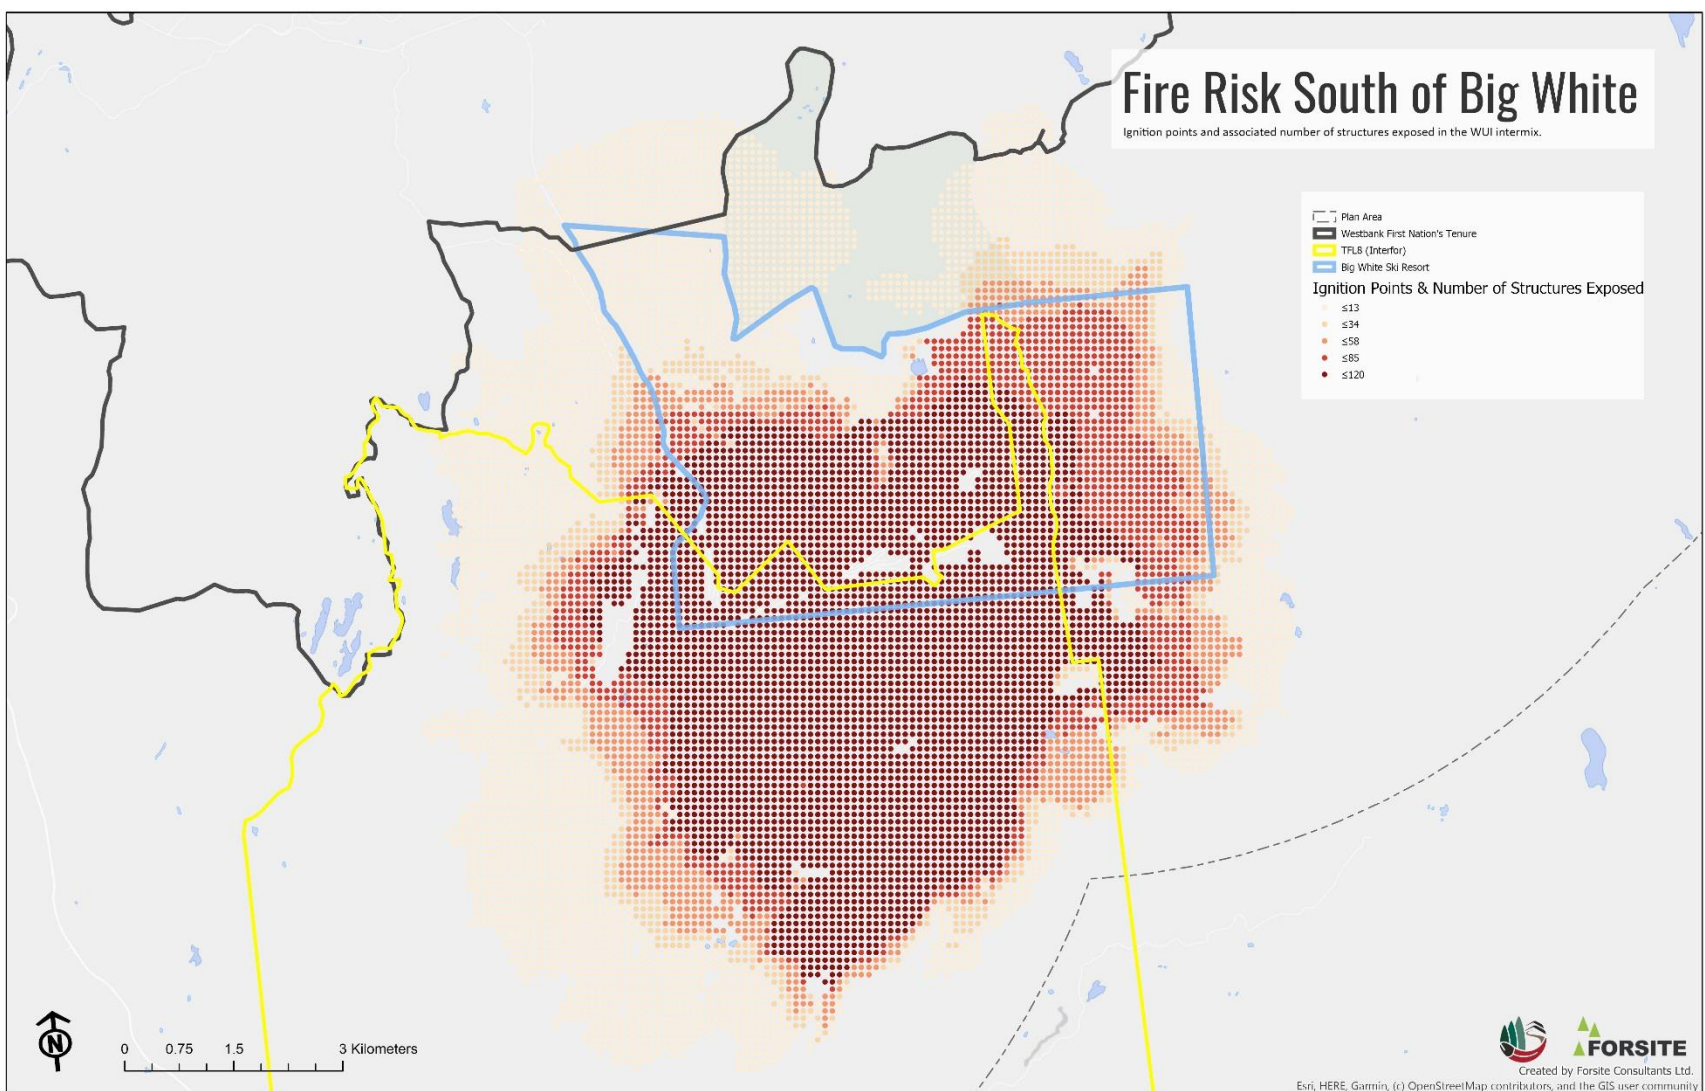 Fire Risk South of Big White
Ignition points and associated number of structures exposed in the WUI intermix.
Plan Area
Westbank First Nation's Tenure
TFL8 (Interfor)
Big White Ski Resort
Ignition Points & Number of Structures Exposed
≤13
≤34
≤58
≤85
≤120
N
0 0.75 1.5 3 Kilometers
FORSITE
Created by Forsite Consultants Ltd.
Esri, HERE, Garmin, (c) OpenStreetMap contributors, and the GIS user community